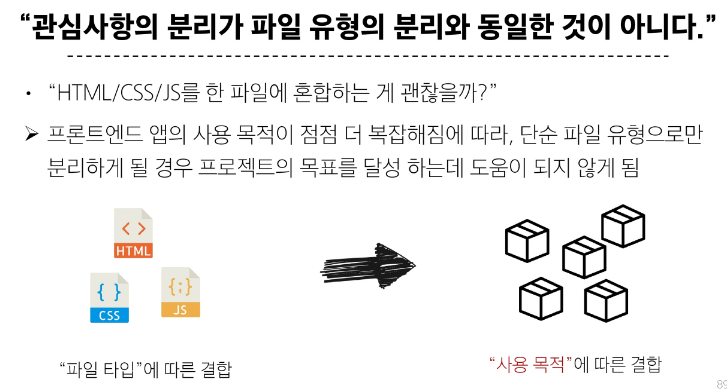 “관심사항의 분리가 파일 유형의 분리와 동일한 것이 아니다.”
• “HTML/CSS/JS를 한 파일에 혼합하는 게 괜찮을까?”
➢ 프론트엔드 앱의 사용 목적이 점점 더 복잡해짐에 따라, 단순 파일 유형으로만
분리하게 될 경우 프로젝트의 목표를 달성 하는데 도움이 되지 않게 됨
< >
HTML
{ }
CSS
{;}
JS
“파일 타입”에 따른 결합
“사용 목적”에 따른 결합